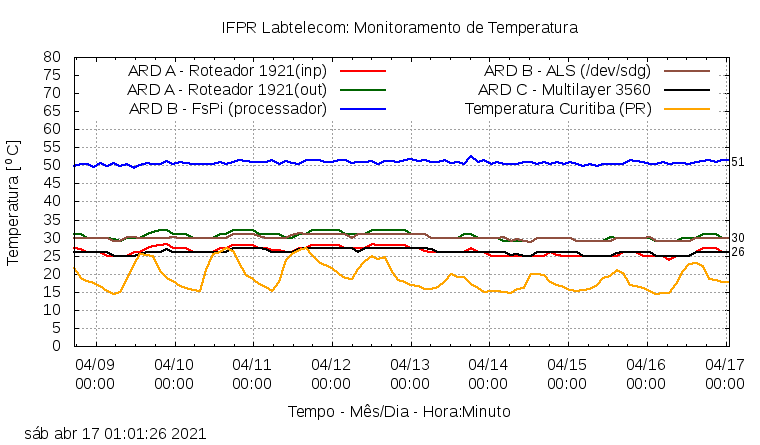 IFPR Labtelecom: Monitoramento de Temperatura
Temperatura [ ºC]
80
75
70
65
60
55
50
45
40
35
30
25
20
15
10
5
0
ARD A - Roteador 1921(inp)
ARD A - Roteador 1921(out)
ARD B - FsPi (processador)
ARD B - ALS (/dev/sdg)
ARD C - Multilayer 3560
Temperatura Curitiba (PR)
51
30
26
04/09 04/10 04/11 04/12 04/13 04/14 04/15 04/16 04/17
00:00 00:00 00:00 00:00 00:00 00:00 00:00 00:00 00:00
Tempo - Mês/Dia - Hora:Minuto
sáb abr 17 01:01:26 2021